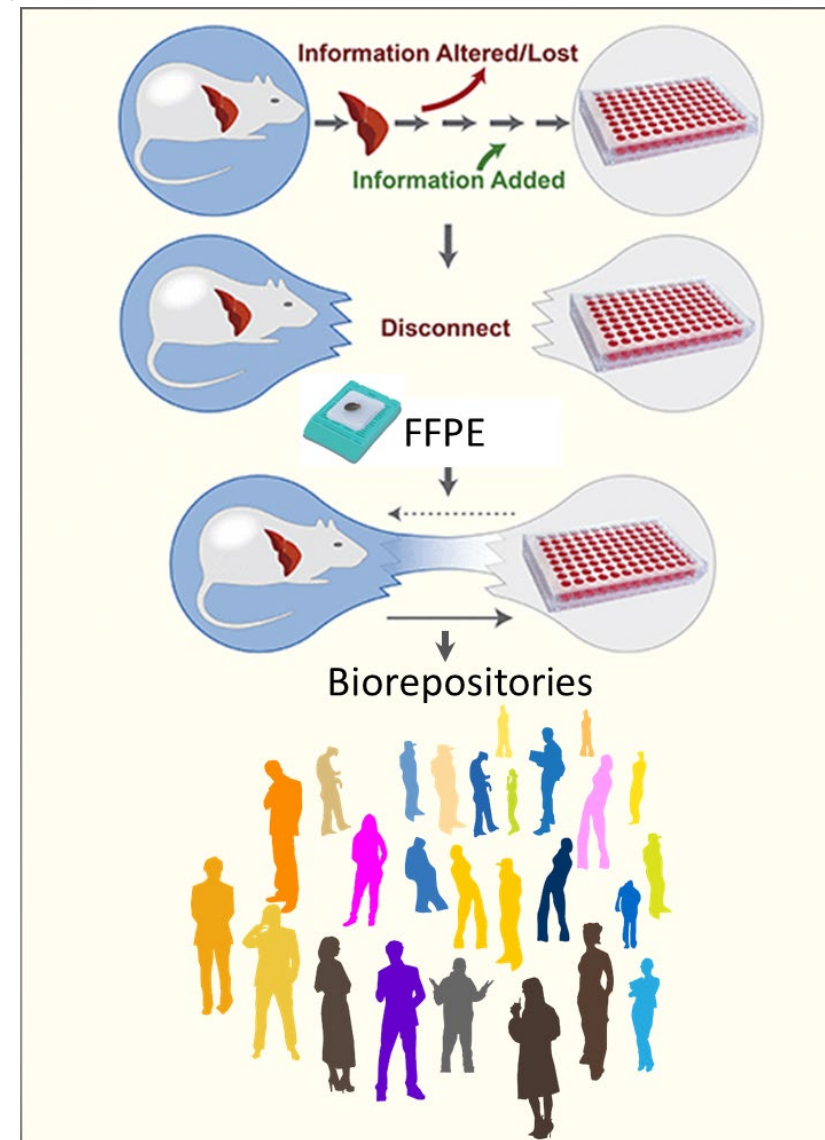 Information Altered/Lost
Information Added
Disconnect
FFPE
Biorepositories